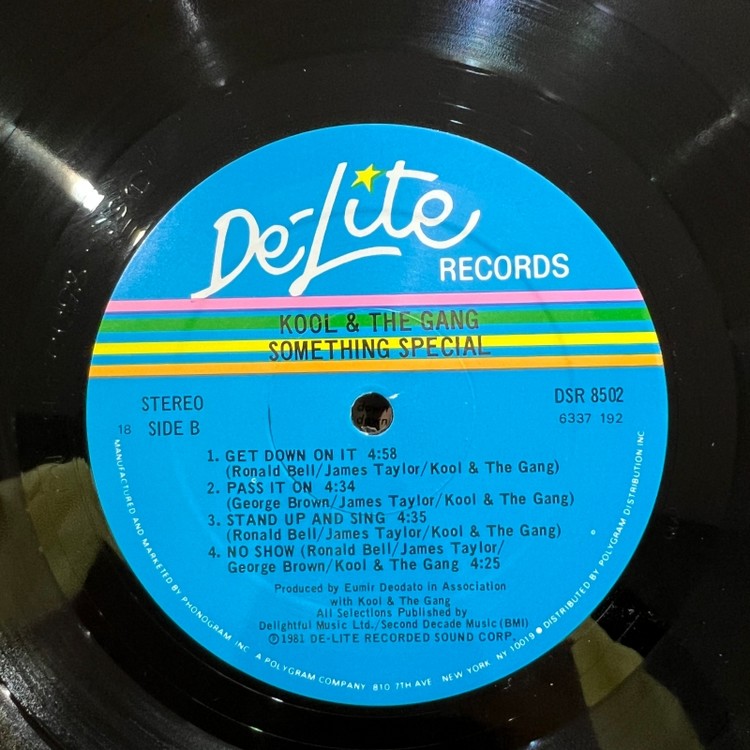 De-Lite
RECORDS
KOOL & THE GANG
SOMETHING SPECIAL
STEREO
18 SIDE B
DSR 8502
6337 192
1. GET DOWN ON IT 4:58
(Ronald Bell/James Taylor/Kool & The Gang)
2. PASS IT ON 4:34
(George Brown/James Taylor/Kool & The Gang)
3. STAND UP AND SING 4:35
(Ronald Bell/James Taylor/Kool & The Gang)
4. NO SHOW (Ronald Bell/James Taylor/
George Brown/Kool & The Gang 4:25
Produced by Eumir Deodato in Association
with Kool & The Gang
All Selections Published by
Delightful Music Ltd./Second Decade Music (BMI)
Ⓟ1981 DE-LITE RECORDED SOUND CORP.
MANUFACTURED AND MARKETED BY PHONOGRAM INC A POLYGRAM COMPANY 810 7TH AVE NEW YORK NY 10019 ● DISTRIBUTED BY POLYGRAM DISTRIBUTION INC